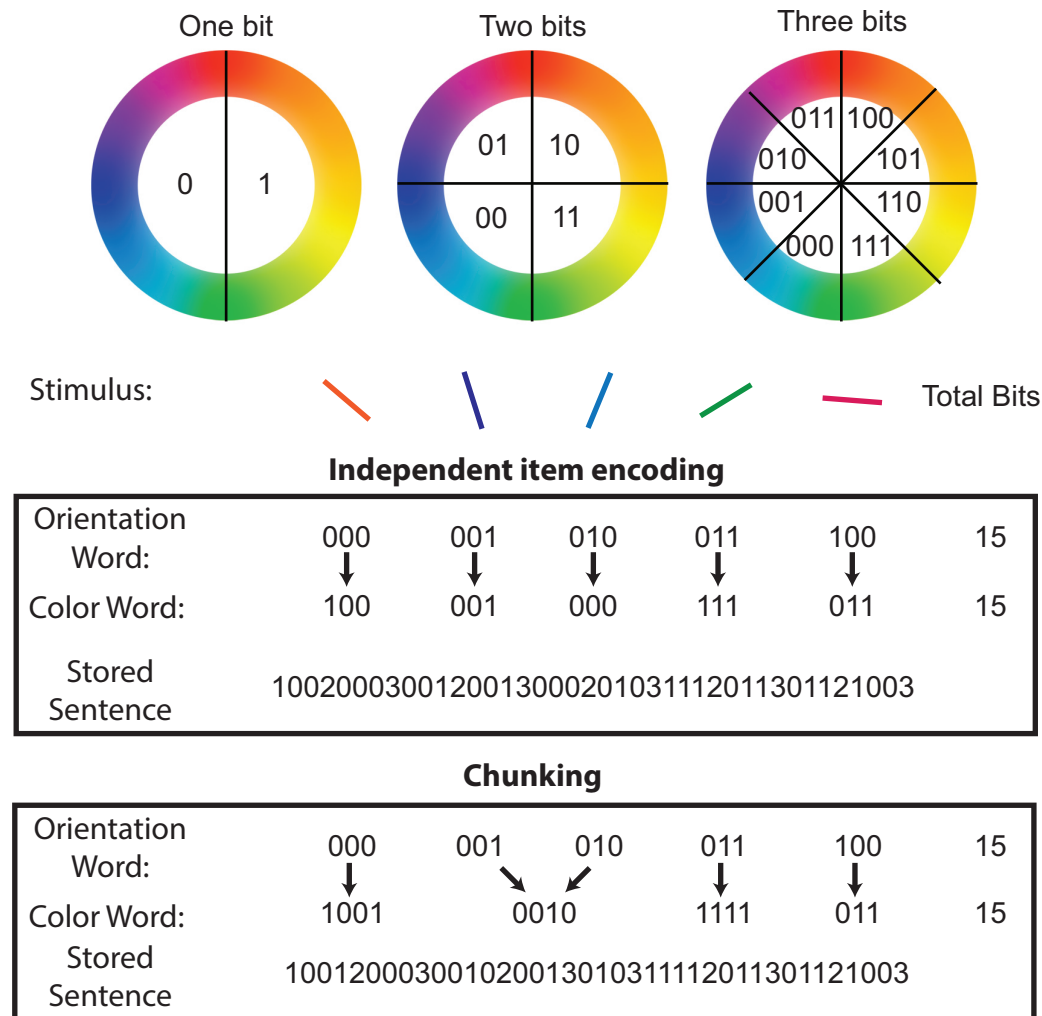 One bit Two bits Three bits
0 1
01 10
00 11
011 100
010 101
001 110
000 111
Stimulus: Total Bits
Independent item encoding
Orientation
Word: 000 001 010 011 100 15
Color Word: 100 001 000 111 011 15
Stored
Sentence 1002000300120013000201031112011301121003
Chunking
Orientation
Word: 000 001 010 011 100 15
Color Word: 1001 0010 1111 011 15
Stored
Sentence 100120003001020013010311112011301121003